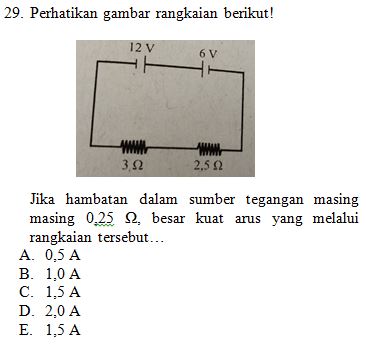 29. Perhatikan gambar rangkaian berikut!
12 V
6 V
3 Ω
2,5 Ω
Jika hambatan dalam sumber tegangan masing
masing 0,25 Ω, besar kuat arus yang melalui
rangkaian tersebut…
A. 0,5 A
B. 1,0 A
C. 1,5 A
D. 2,0 A
E. 1,5 A